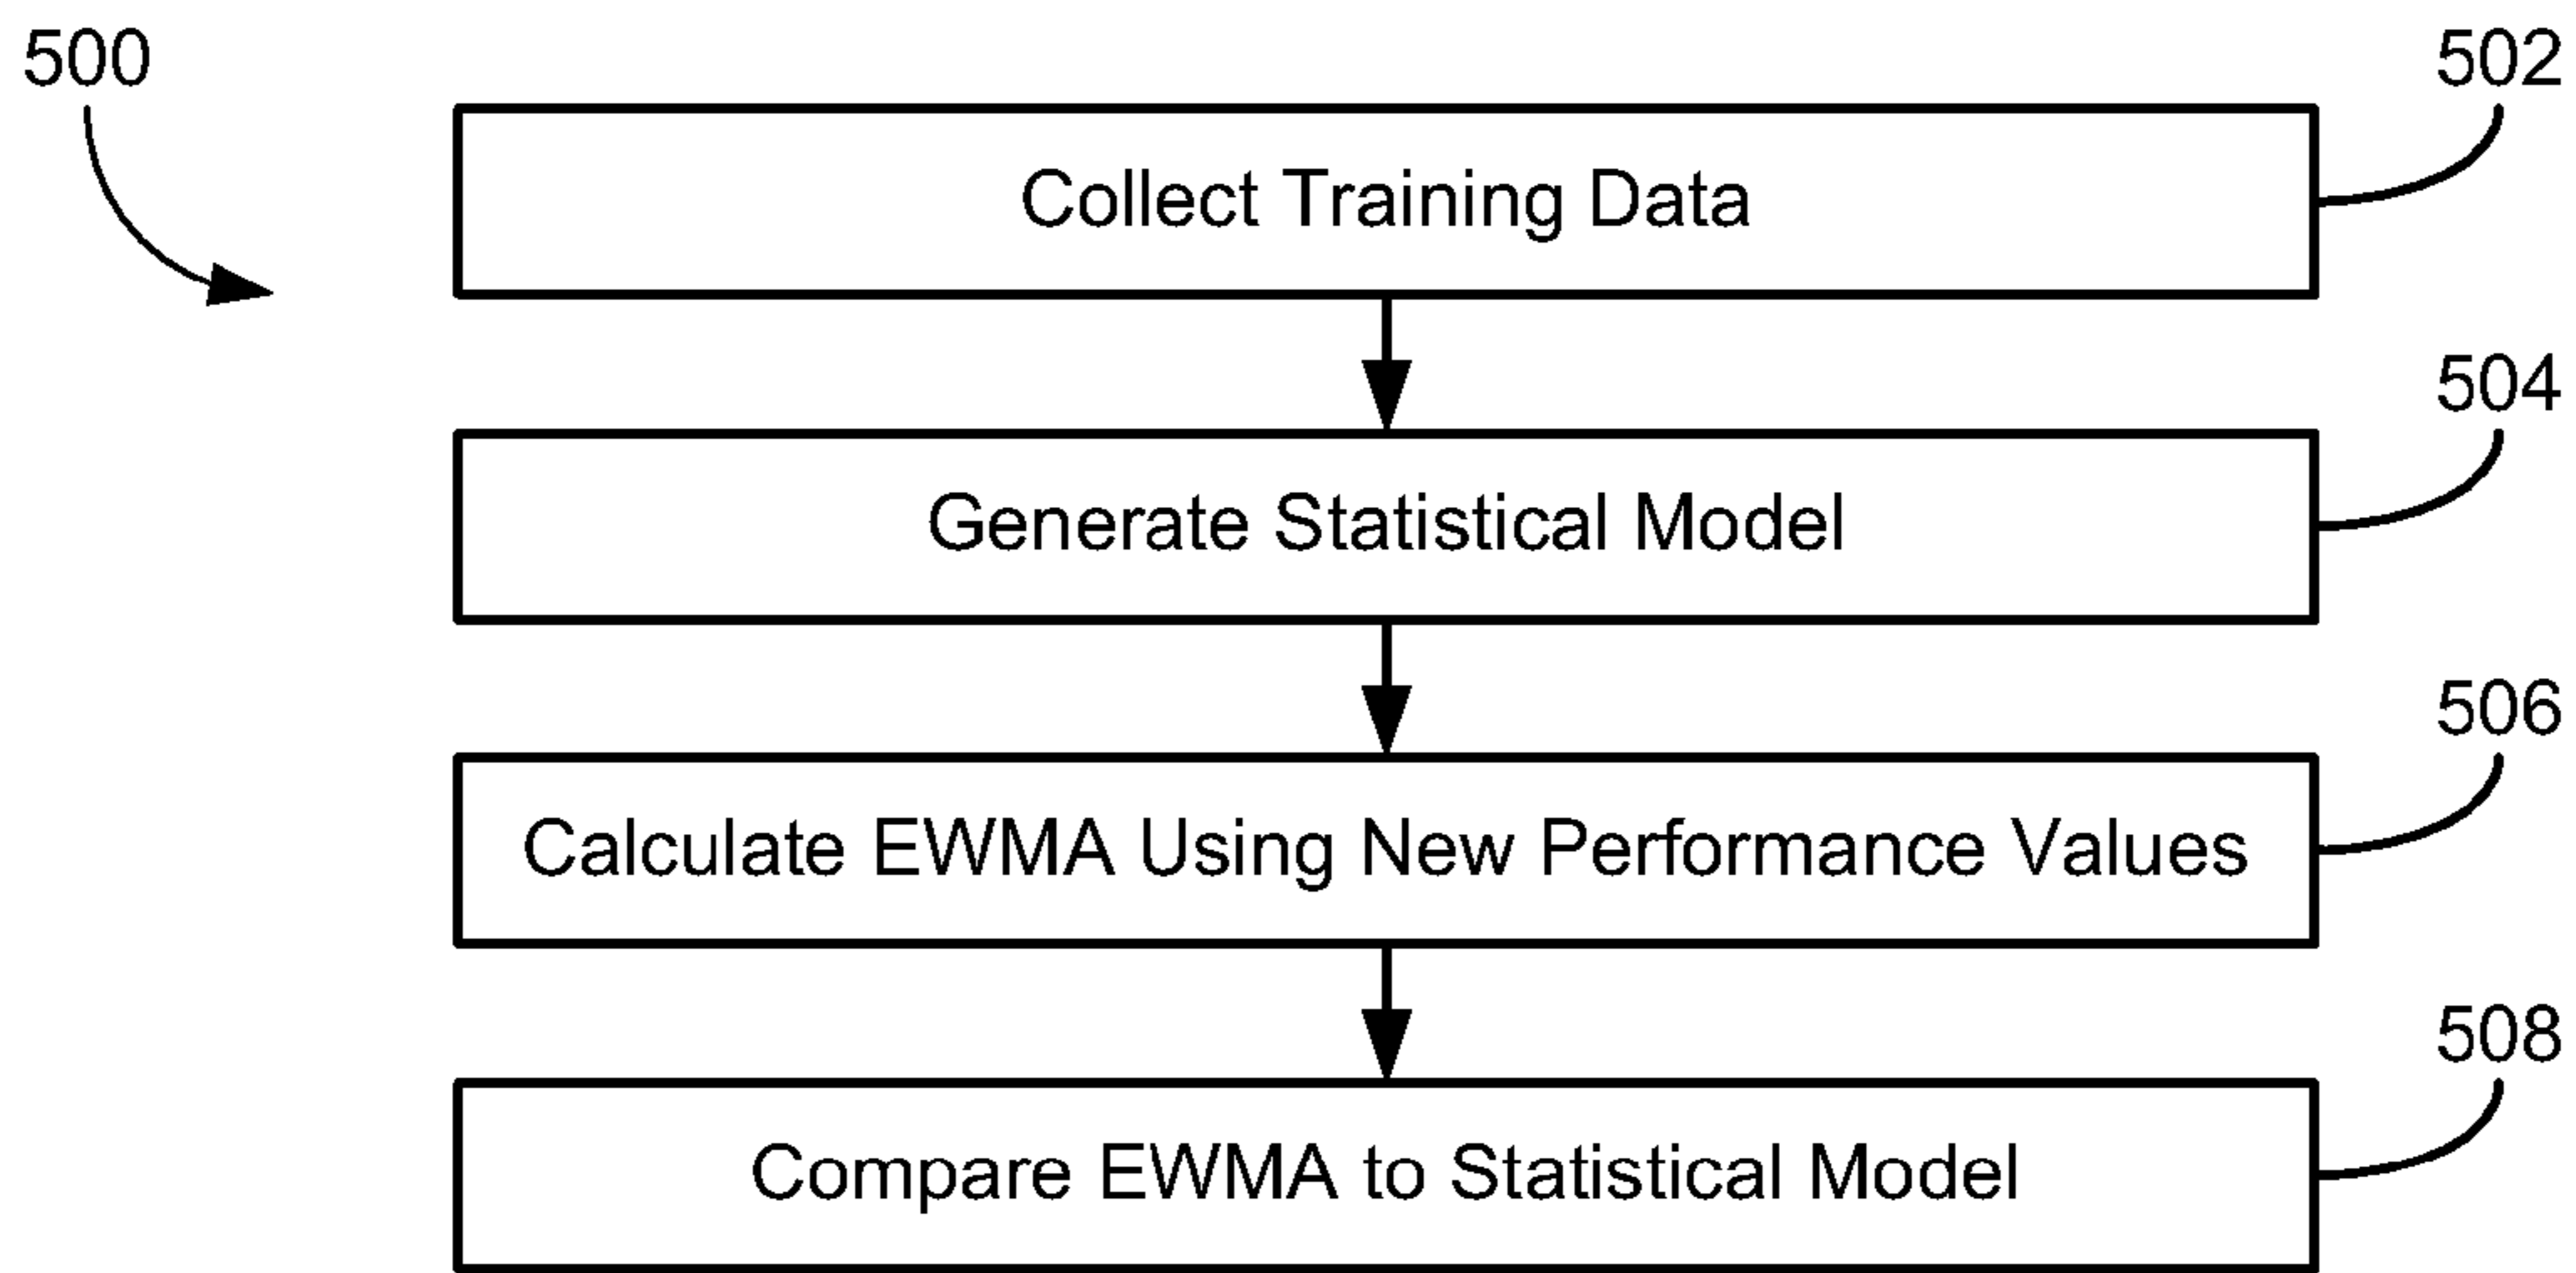 500
502
Collect Training Data
504
Generate Statistical Model
506
Calculate EWMA Using New Performance Values
508
Compare EWMA to Statistical Model